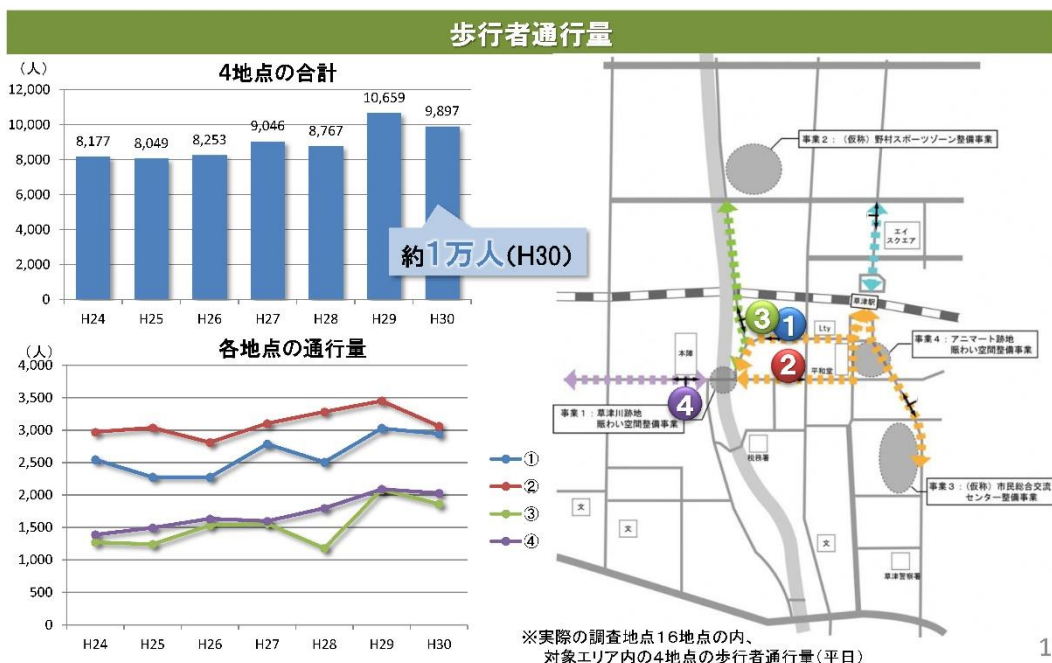 歩行者通行量
（人）
4地点の合計
12,000
10,000
8,000
6,000
4,000
2,000
0
8,177
8,049
8,253
9,046
8,767
10,659
9,897
H24
H25
H26
H27
H28
H29
H30
約1万人(H30)
（人）
各地点の通行量
4,000
3,500
3,000
2,500
2,000
1,500
1,000
500
0
H24
H25
H26
H27
H28
H29
H30
①
②
③
④
事業2：（仮称）野村スポーツゾーン整備事業
エイ
スクエア
草津駅
3
1
Lty
本陣
2
平和堂
事業4：アニマート跡地
賑わい空間整備事業
4
事業1：草津川跡地
賑わい空間整備事業
税務署
事業3：（仮称）市民総合交流
センター整備事業
文
文
文
草津警察署
※実際の調査地点16地点の内、
対象エリア内の4地点の歩行者通行量(平日)
1